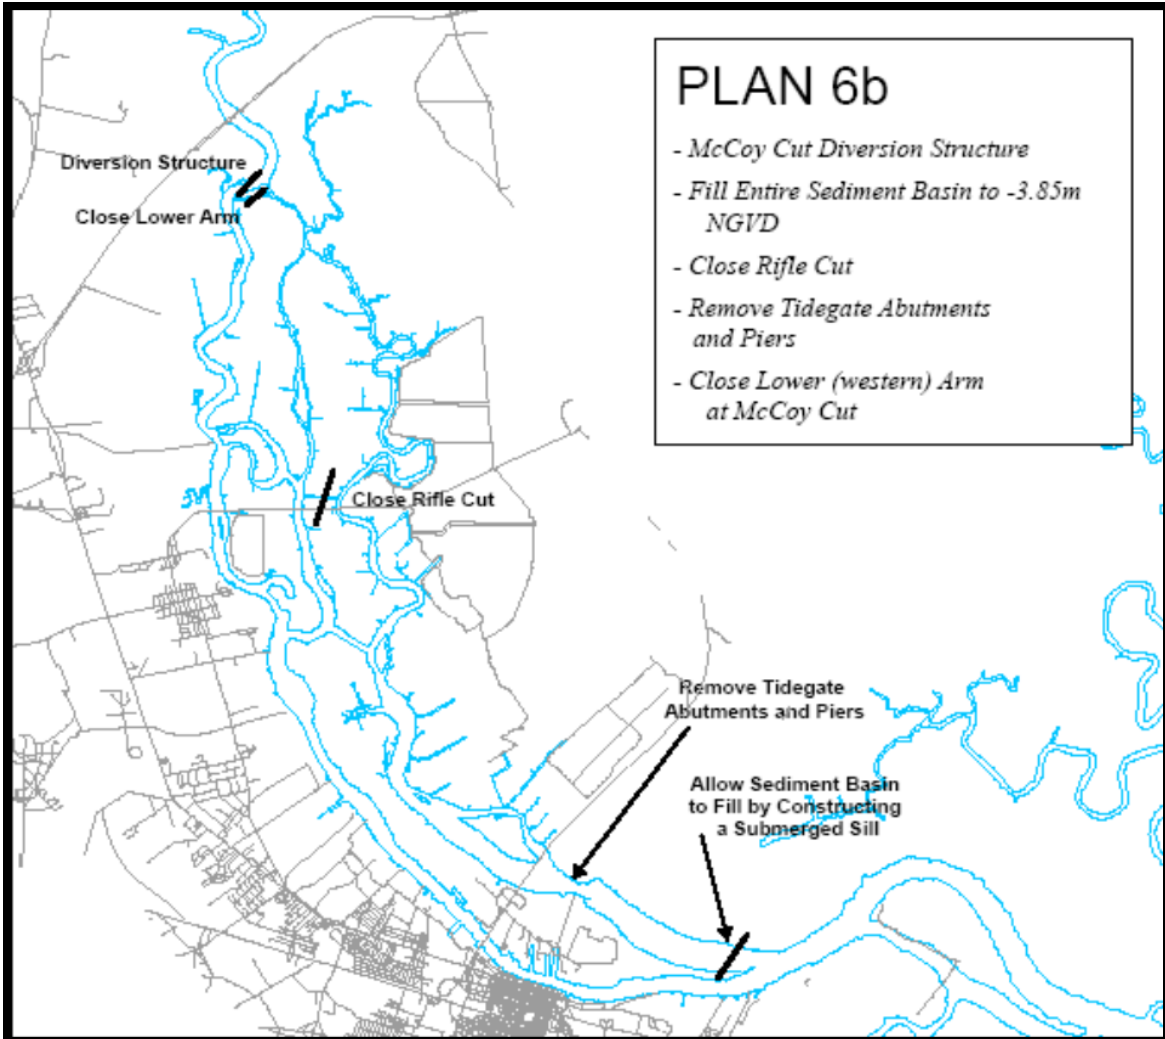 PLAN 6b
- McCoy Cut Diversion Structure
- Fill Entire Sediment Basin to -3.85m
NGVD
- Close Rifle Cut
- Remove Tidegate Abutments
and Piers
- Close Lower (western) Arm
at McCoy Cut
Diversion Structure
Close Lower Arm
Close Rifle Cut
Remove Tidegate
Abutments and Piers
Allow Sediment Basin
to Fill by Constructing
a Submerged Sill